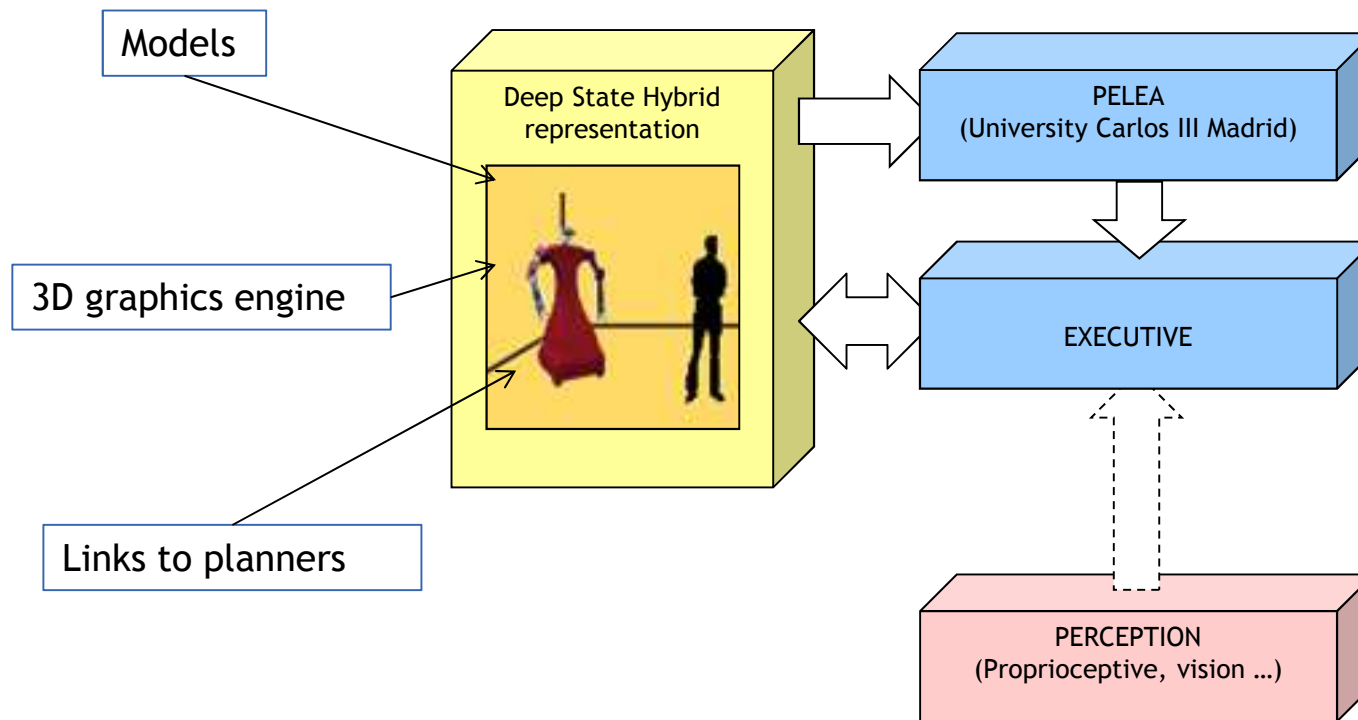 Models
3D graphics engine
Links to planners
Deep State Hybrid
representation
PELEA
(University Carlos III Madrid)
EXECUTIVE
PERCEPTION
(Proprioceptive, vision …)